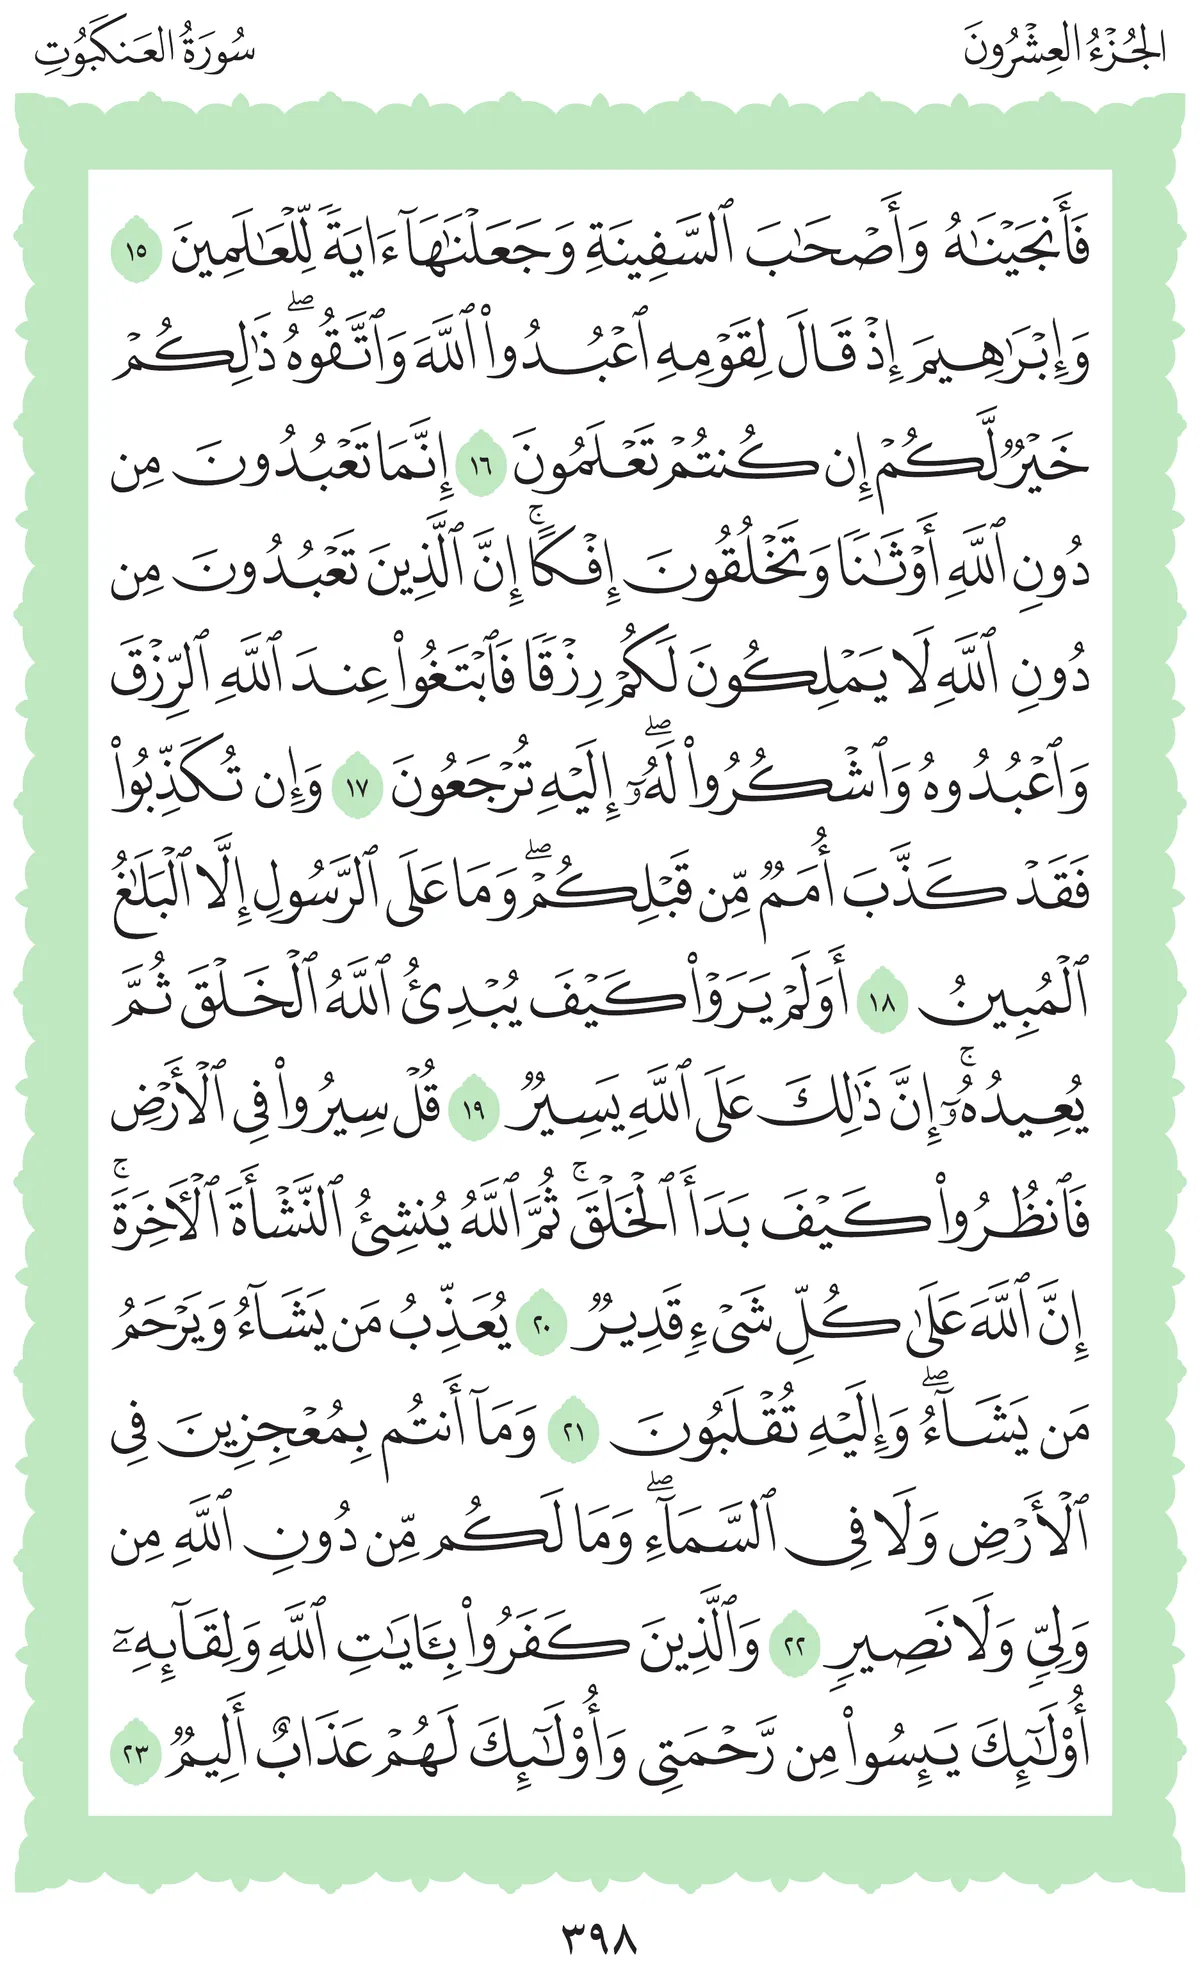 الجُزْءُ العِشْرُونَ
سُورَةُ العَنكَبُوتِ
فَأَنجَيْنَٰهُ وَأَصْحَٰبَ ٱلسَّفِينَةِ وَجَعَلْنَٰهَآ ءَايَةً لِّلْعَٰلَمِينَ ١٥
وَإِبْرَٰهِيمَ إِذْ قَالَ لِقَوْمِهِ ٱعْبُدُوا۟ ٱللَّهَ وَٱتَّقُوهُ ۖ ذَٰلِكُمْ
خَيْرٌ لَّكُمْ إِن كُنتُمْ تَعْلَمُونَ ١٦ إِنَّمَا تَعْبُدُونَ مِن
دُونِ ٱللَّهِ أَوْثَٰنًا وَتَخْلُقُونَ إِفْكًا ۚ إِنَّ ٱلَّذِينَ تَعْبُدُونَ مِن
دُونِ ٱللَّهِ لَا يَمْلِكُونَ لَكُمْ رِزْقًا فَٱبْتَغُوا۟ عِندَ ٱللَّهِ ٱلرِّزْقَ
وَٱعْبُدُوهُ وَٱشْكُرُوا۟ لَهُۥٓ ۖ إِلَيْهِ تُرْجَعُونَ ١٧ وَإِن تُكَذِّبُوا۟
فَقَدْ كَذَّبَ أُمَمٌ مِّن قَبْلِكُمْ ۖ وَمَا عَلَى ٱلرَّسُولِ إِلَّا ٱلْبَلَٰغُ
ٱلْمُبِينُ ١٨ أَوَلَمْ يَرَوْا۟ كَيْفَ يُبْدِئُ ٱللَّهُ ٱلْخَلْقَ ثُمَّ
يُعِيدُهُۥٓ ۚ إِنَّ ذَٰلِكَ عَلَى ٱللَّهِ يَسِيرٌ ١٩ قُلْ سِيرُوا۟ فِى ٱلْأَرْضِ
فَٱنظُرُوا۟ كَيْفَ بَدَأَ ٱلْخَلْقَ ۚ ثُمَّ ٱللَّهُ يُنشِئُ ٱلنَّشْأَةَ ٱلْـَٔاخِرَةَ ۚ
إِنَّ ٱللَّهَ عَلَىٰ كُلِّ شَىْءٍ قَدِيرٌ ٢٠ يُعَذِّبُ مَن يَشَآءُ وَيَرْحَمُ
مَن يَشَآءُ ۖ وَإِلَيْهِ تُقْلَبُونَ ٢١ وَمَآ أَنتُم بِمُعْجِزِينَ فِى
ٱلْأَرْضِ وَلَا فِى ٱلسَّمَآءِ ۖ وَمَا لَكُم مِّن دُونِ ٱللَّهِ مِن
وَلِىٍّ وَلَا نَصِيرٍ ٢٢ وَٱلَّذِينَ كَفَرُوا۟ بِـَٔايَٰتِ ٱللَّهِ وَلِقَآئِهِۦٓ
أُو۟لَٰٓئِكَ يَئِسُوا۟ مِن رَّحْمَتِى وَأُو۟لَٰٓئِكَ لَهُمْ عَذَابٌ أَلِيمٌ ٢٣
٣٩٨